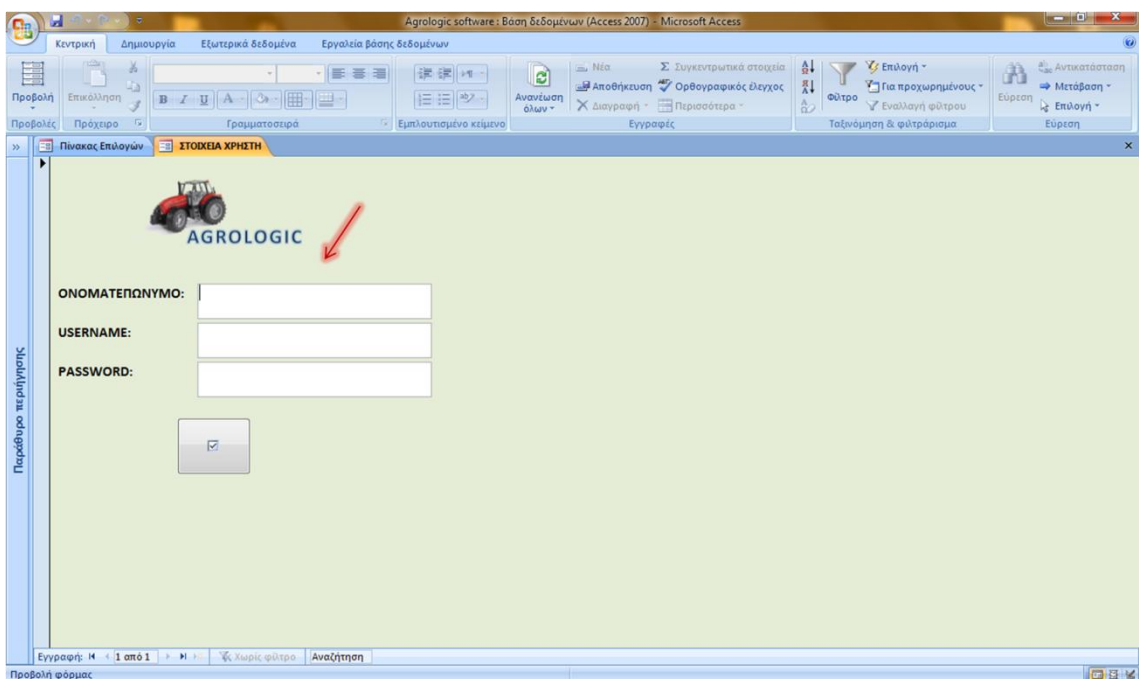 Agrologic software : Βάση δεδομένων (Access 2007) - Microsoft Access
Κεντρική Δημιουργία Εξωτερικά δεδομένα Εργαλεία βάσης δεδομένων
Προβολή
Προβολές
Επικόλληση
Πρόχειρο
B I U A
Γραμματοσειρά
Εμπλουτισμένο κείμενο
Ανανέωση όλων
Νέα
Αποθήκευση
Διαγραφή
Συγκεντρωτικά στοιχεία
Ορθογραφικός έλεγχος
Περισσότερα
Εγγραφές
Φίλτρο
Επιλογή
Για προχωρημένους
Εναλλαγή φίλτρου
Ταξινόμηση & φιλτράρισμα
Εύρεση
Αντικατάσταση
Μετάβαση
Επιλογή
Εύρεση
Πίνακας Επιλογών ΣΤΟΙΧΕΙΑ ΧΡΗΣΤΗ
Παράθυρο περιήγησης
AGROLOGIC
ΟΝΟΜΑΤΕΠΩΝΥΜΟ:
USERNAME:
PASSWORD:
Εγγραφή: 1 από 1 Χωρίς φίλτρο Αναζήτηση
Προβολή φόρμας